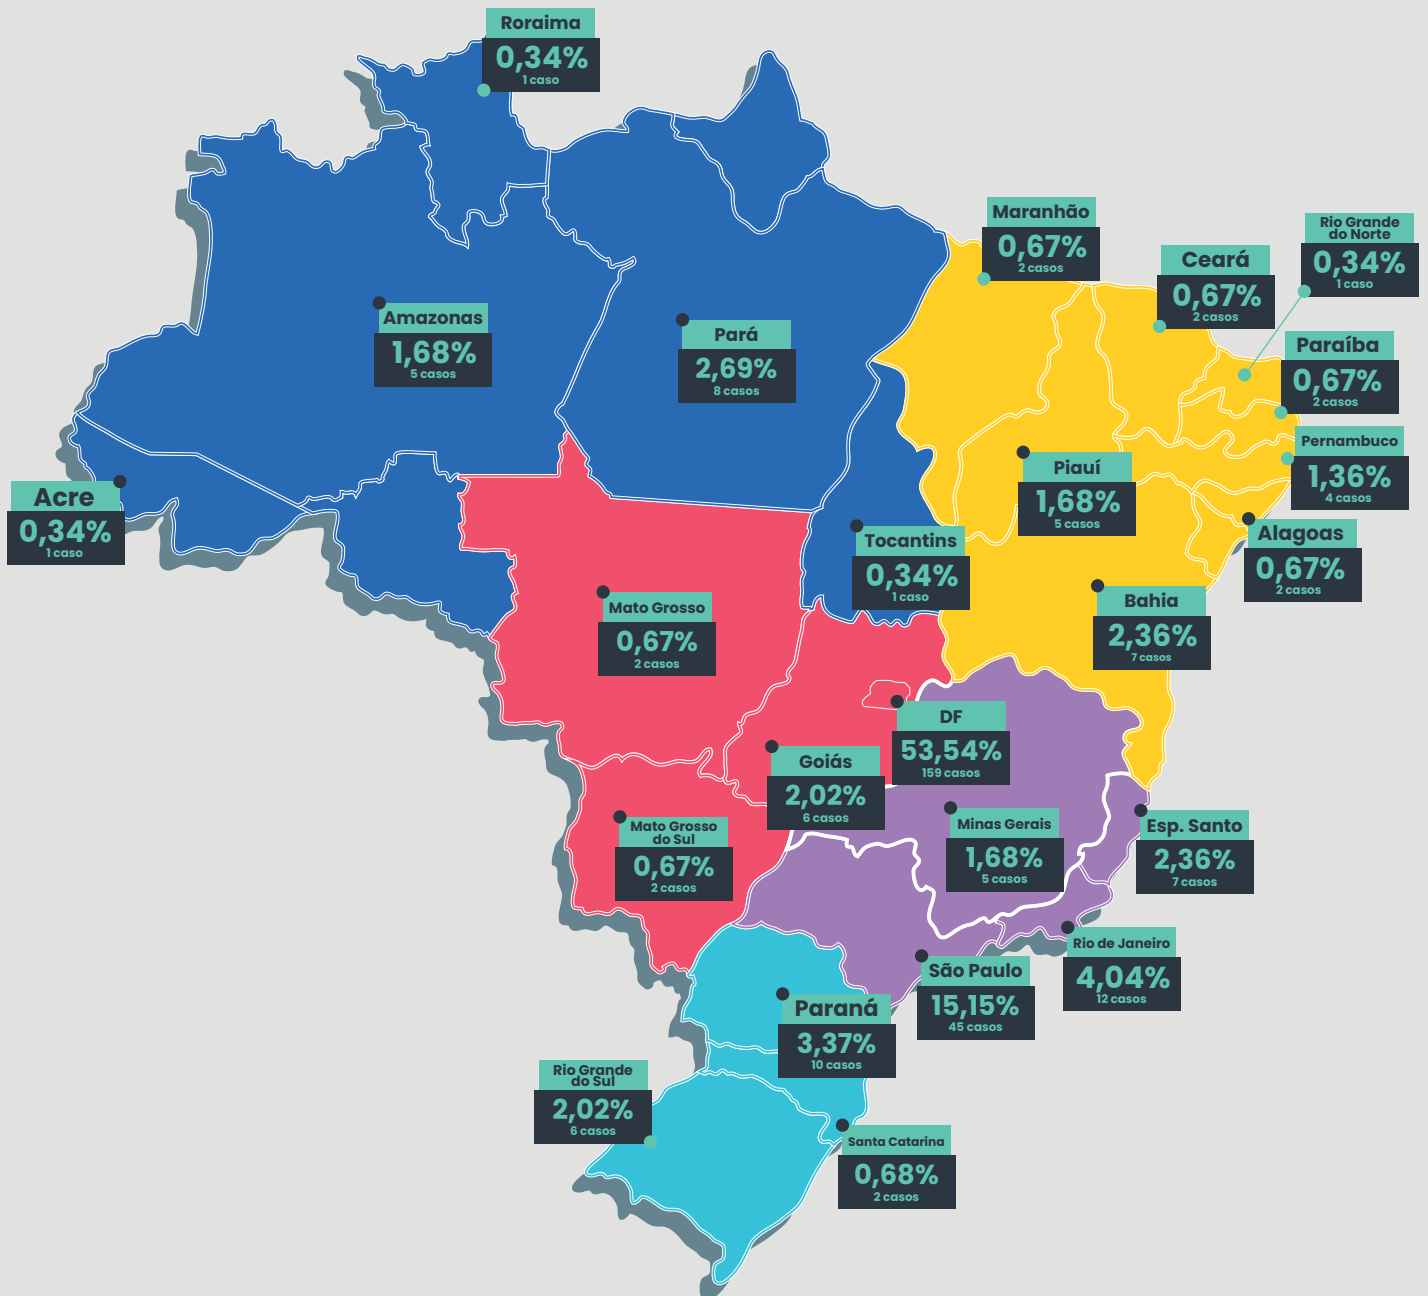 Roraima
0,34%
1 caso
Maranhão
0,67%
2 casos
Rio Grande
do Norte
0,34%
1 caso
Ceará
0,67%
2 casos
Amazonas
1,68%
5 casos
Pará
2,69%
8 casos
Paraíba
0,67%
2 casos
Pernambuco
1,36%
4 casos
Piauí
1,68%
5 casos
Acre
0,34%
1 caso
Tocantins
0,34%
1 caso
Alagoas
0,67%
2 casos
Mato Grosso
0,67%
2 casos
Bahia
2,36%
7 casos
DF
53,54%
159 casos
Goiás
2,02%
6 casos
Mato Grosso
do Sul
0,67%
2 casos
Minas Gerais
1,68%
5 casos
Esp. Santo
2,36%
7 casos
Rio de Janeiro
4,04%
12 casos
São Paulo
15,15%
45 casos
Paraná
3,37%
10 casos
Rio Grande
do Sul
2,02%
6 casos
Santa Catarina
0,68%
2 casos